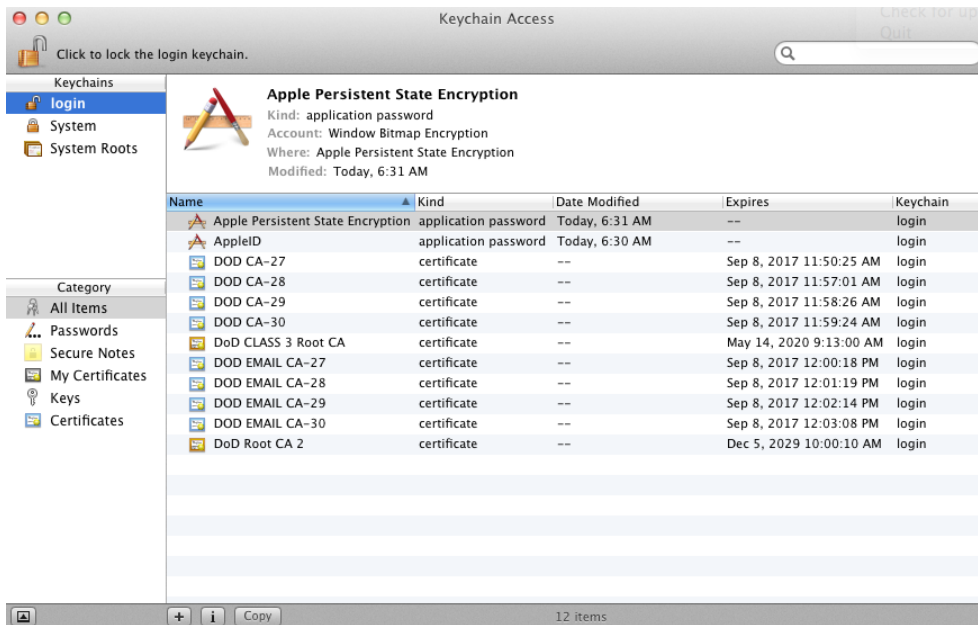 Keychain Access
Check for up
Quit
Click to lock the login keychain.
Keychains
login
System
System Roots
Apple Persistent State Encryption
Kind: application password
Account: Window Bitmap Encryption
Where: Apple Persistent State Encryption
Modified: Today, 6:31 AM
Name Kind Date Modified Expires Keychain
Apple Persistent State Encryption application password Today, 6:31 AM -- login
AppleID application password Today, 6:30 AM -- login
DOD CA-27 certificate -- Sep 8, 2017 11:50:25 AM login
DOD CA-28 certificate -- Sep 8, 2017 11:57:01 AM login
DOD CA-29 certificate -- Sep 8, 2017 11:58:26 AM login
DOD CA-30 certificate -- Sep 8, 2017 11:59:24 AM login
DoD CLASS 3 Root CA certificate -- May 14, 2020 9:13:00 AM login
DOD EMAIL CA-27 certificate -- Sep 8, 2017 12:00:18 PM login
DOD EMAIL CA-28 certificate -- Sep 8, 2017 12:01:19 PM login
DOD EMAIL CA-29 certificate -- Sep 8, 2017 12:02:14 PM login
DOD EMAIL CA-30 certificate -- Sep 8, 2017 12:03:08 PM login
DoD Root CA 2 certificate -- Dec 5, 2029 10:00:10 AM login
Category
All Items
Passwords
Secure Notes
My Certificates
Keys
Certificates
+ i Copy 12 items